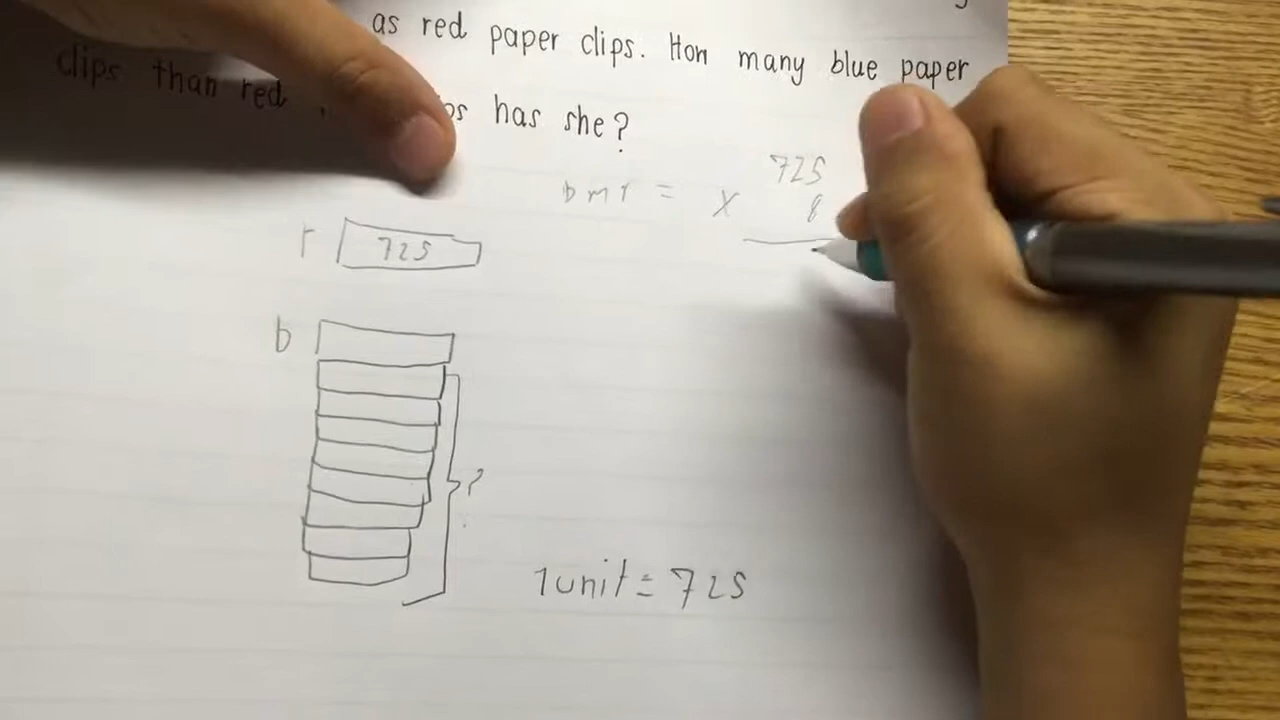 as red paper clips. How many blue paper
clips than red has she?
bmr = 725
x 8
r 725
b
?
1unit = 725